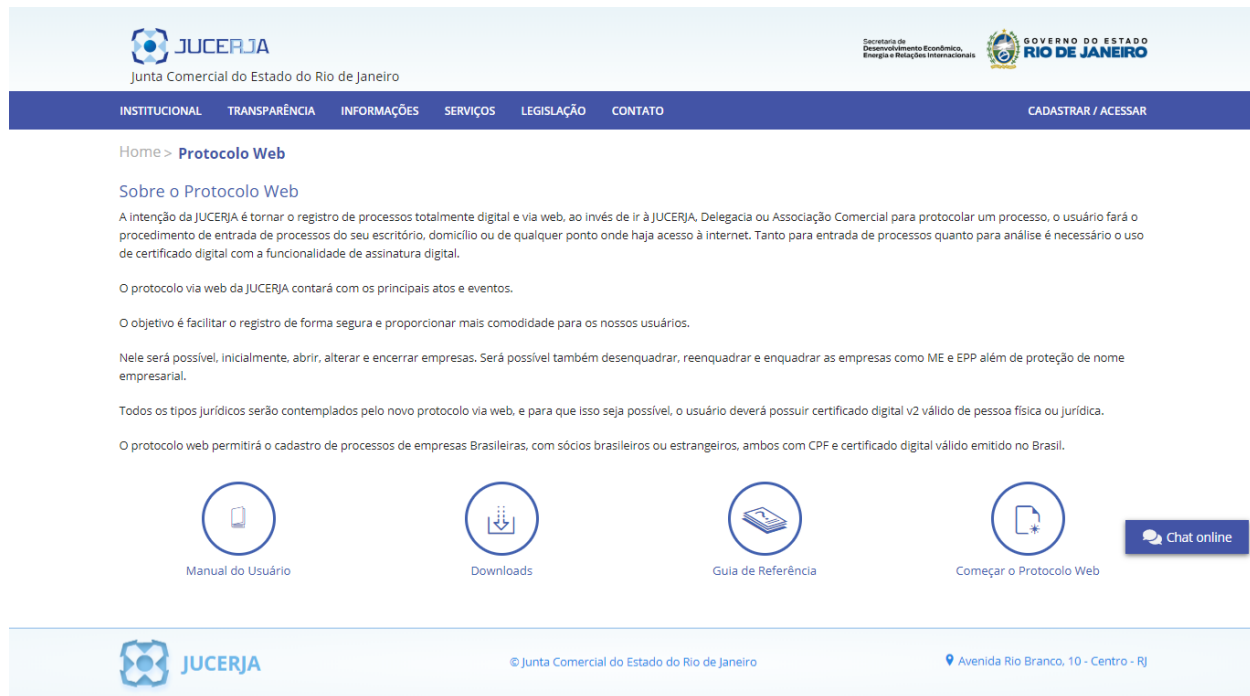 JUCERJA
Junta Comercial do Estado do Rio de Janeiro
Secretaria de
Desenvolvimento Econômico,
Energia e Relações Internacionais
GOVERNO DO ESTADO
RIO DE JANEIRO
INSTITUCIONAL TRANSPARÊNCIA INFORMAÇÕES SERVIÇOS LEGISLAÇÃO CONTATO CADASTRAR / ACESSAR
Home > Protocolo Web
Sobre o Protocolo Web
A intenção da JUCERJA é tornar o registro de processos totalmente digital e via web, ao invés de ir à JUCERJA, Delegacia ou Associação Comercial para protocolar um processo, o usuário fará o
procedimento de entrada de processos do seu escritório, domicílio ou de qualquer ponto onde haja acesso à internet. Tanto para entrada de processos quanto para análise é necessário o uso
de certificado digital com a funcionalidade de assinatura digital.
O protocolo via web da JUCERJA contará com os principais atos e eventos.
O objetivo é facilitar o registro de forma segura e proporcionar mais comodidade para os nossos usuários.
Nele será possível, inicialmente, abrir, alterar e encerrar empresas. Será possível também desenquadrar, reenquadrar e enquadrar as empresas como ME e EPP além de proteção de nome
empresarial.
Todos os tipos jurídicos serão contemplados pelo novo protocolo via web, e para que isso seja possível, o usuário deverá possuir certificado digital v2 válido de pessoa física ou jurídica.
O protocolo web permitirá o cadastro de processos de empresas Brasileiras, com sócios brasileiros ou estrangeiros, ambos com CPF e certificado digital válido emitido no Brasil.
Chat online
Manual do Usuário Downloads Guia de Referência Começar o Protocolo Web
JUCERJA
© Junta Comercial do Estado do Rio de Janeiro
Avenida Rio Branco, 10 - Centro - RJ